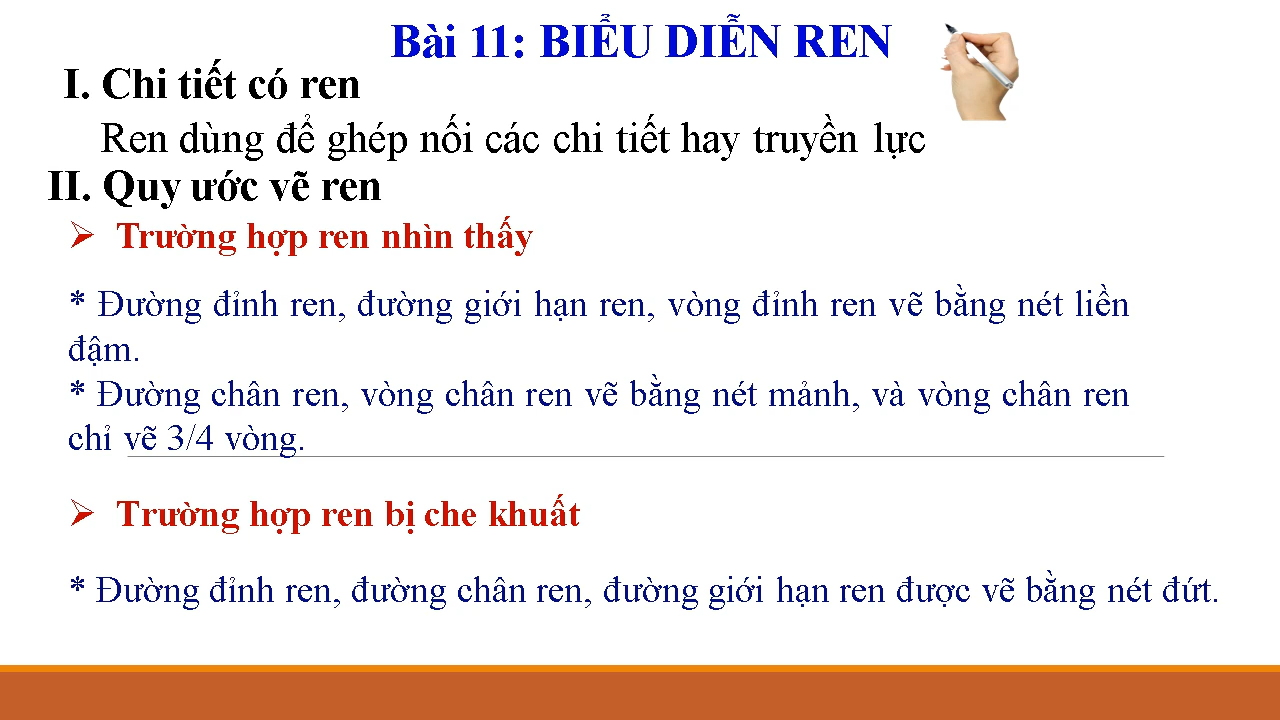 Bài 11: BIỂU DIỄN REN
I. Chi tiết có ren
Ren dùng để ghép nối các chi tiết hay truyền lực
II. Quy ước vẽ ren
➢ Trường hợp ren nhìn thấy
* Đường đỉnh ren, đường giới hạn ren, vòng đỉnh ren vẽ bằng nét liền
đậm.
* Đường chân ren, vòng chân ren vẽ bằng nét mảnh, và vòng chân ren
chỉ vẽ 3/4 vòng.
➢ Trường hợp ren bị che khuất
* Đường đỉnh ren, đường chân ren, đường giới hạn ren được vẽ bằng nét đứt.